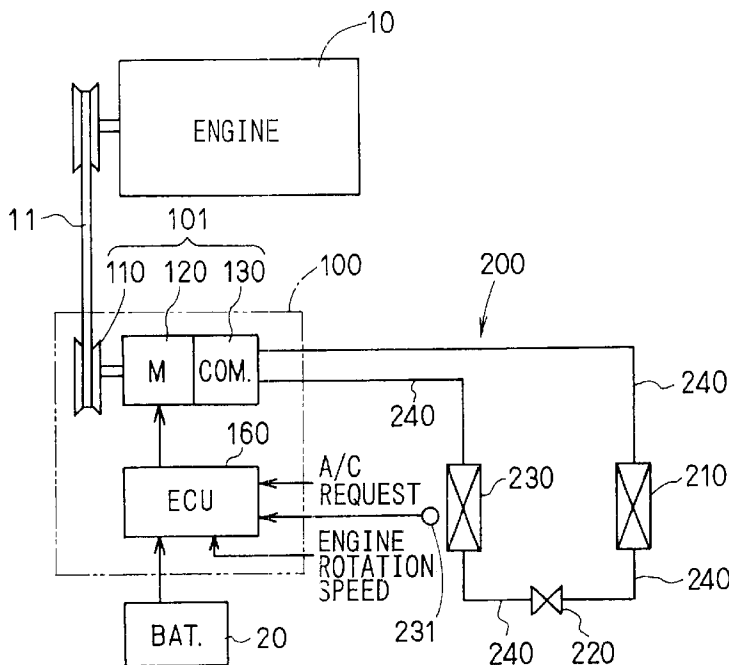 10
ENGINE
11
101
110 120 130
100
200
M
COM.
240
240
160
A/C
REQUEST
230
210
ECU
ENGINE
ROTATION
SPEED
240
231
240
220
BAT.
20